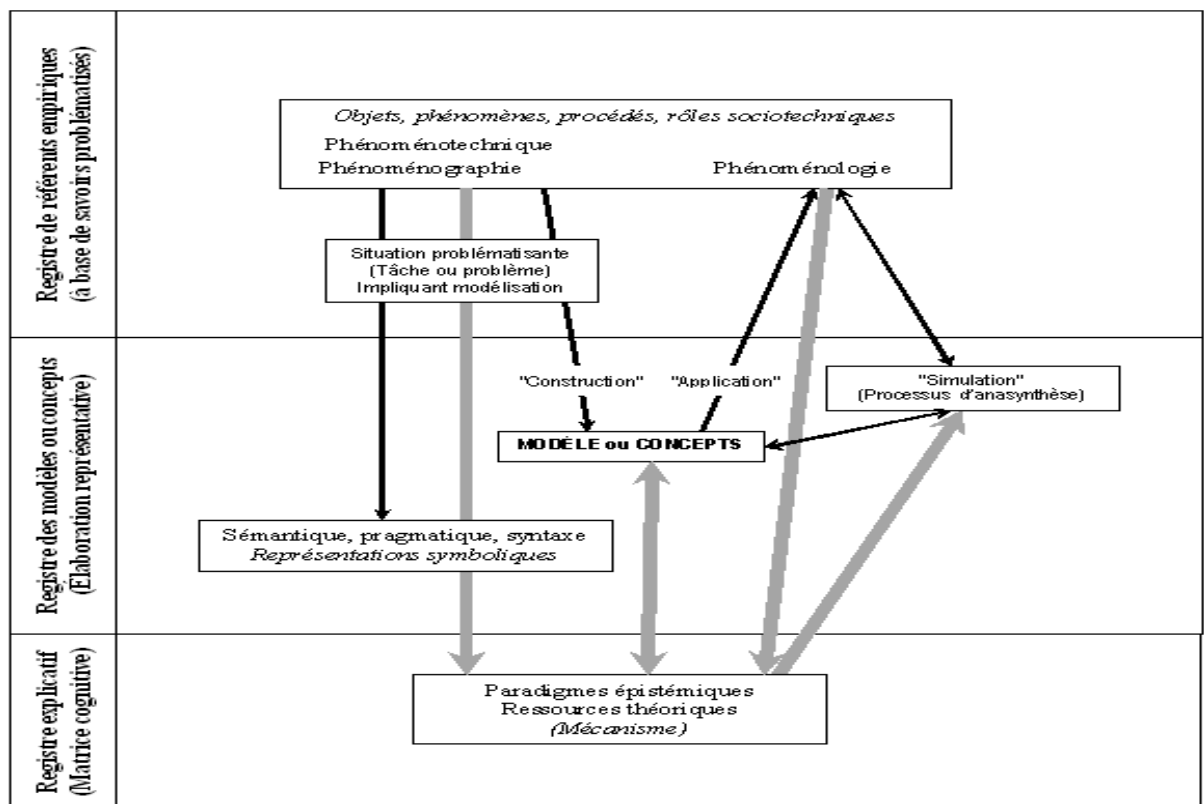 Registre de référents empiriques
(à base de savoirs problématisés)
Objets, phénomènes, procédés, rôles sociotechniques
Phénoménotechnique
Phénoménographie
Phénoménologie
Situation problématisante
(Tâche ou problème)
Impliquant modélisation
Registre des modèles ou concepts
(Elaboration représentative)
"Construction"
"Application"
"Simulation"
(Processus d'anasynthèse)
MODÈLE ou CONCEPTS
Sémantique, pragmatique, syntaxe
Représentations symboliques
Registre explicatif
(Matrice cognitive)
Paradigmes épistémiques
Ressources théoriques
(Mécanisme)